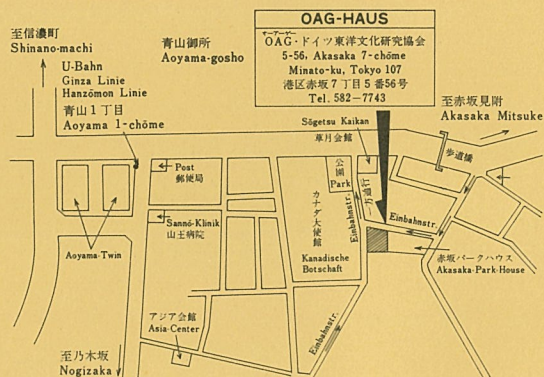 至信濃町
Shinano-machi
U-Bahn
Ginza Linie
Hanzōmon Linie
青山1丁目
Aoyama 1-chōme
青山御所
Aoyama-gosho
OAG-HAUS
オーアーゲー
OAG・ドイツ東洋文化研究協会
5-56, Akasaka 7-chōme
Minato-ku, Tokyo 107
港区赤坂7丁目5番56号
Tel. 582-7743
至赤坂見附
Akasaka Mitsuke
Sōgetsu Kaikan
草月会館
歩道橋
Post
郵便局
公園
Park
一方通行
Einbahnstr.
カナダ大使館
Kanadische
Botschaft
Einbahnstr.
Sannō-Klinik
山王病院
Aoyama-Twin
赤坂パークハウス
Akasaka-Park-House
Einbahnstr.
アジア会館
Asia-Center
至乃木坂
Nogizaka